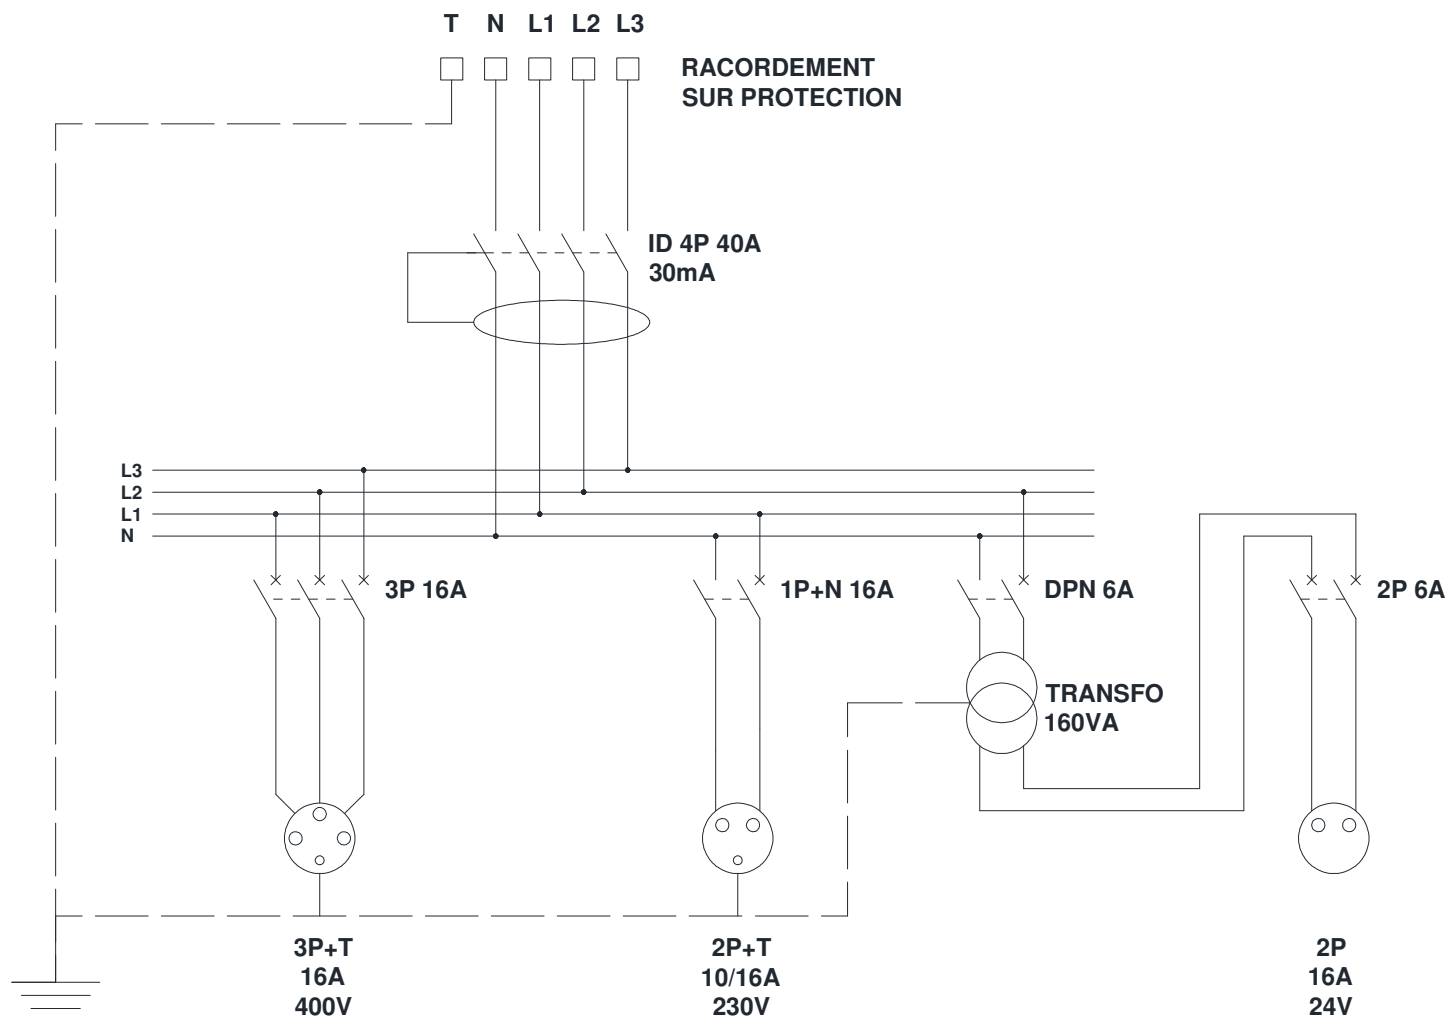 T N L1 L2 L3
RACORDEMENT
SUR PROTECTION
ID 4P 40A
30mA
L3
L2
L1
N
3P 16A
1P+N 16A
DPN 6A
2P 6A
TRANSFO
160VA
3P+T
16A
400V
2P+T
10/16A
230V
2P
16A
24V